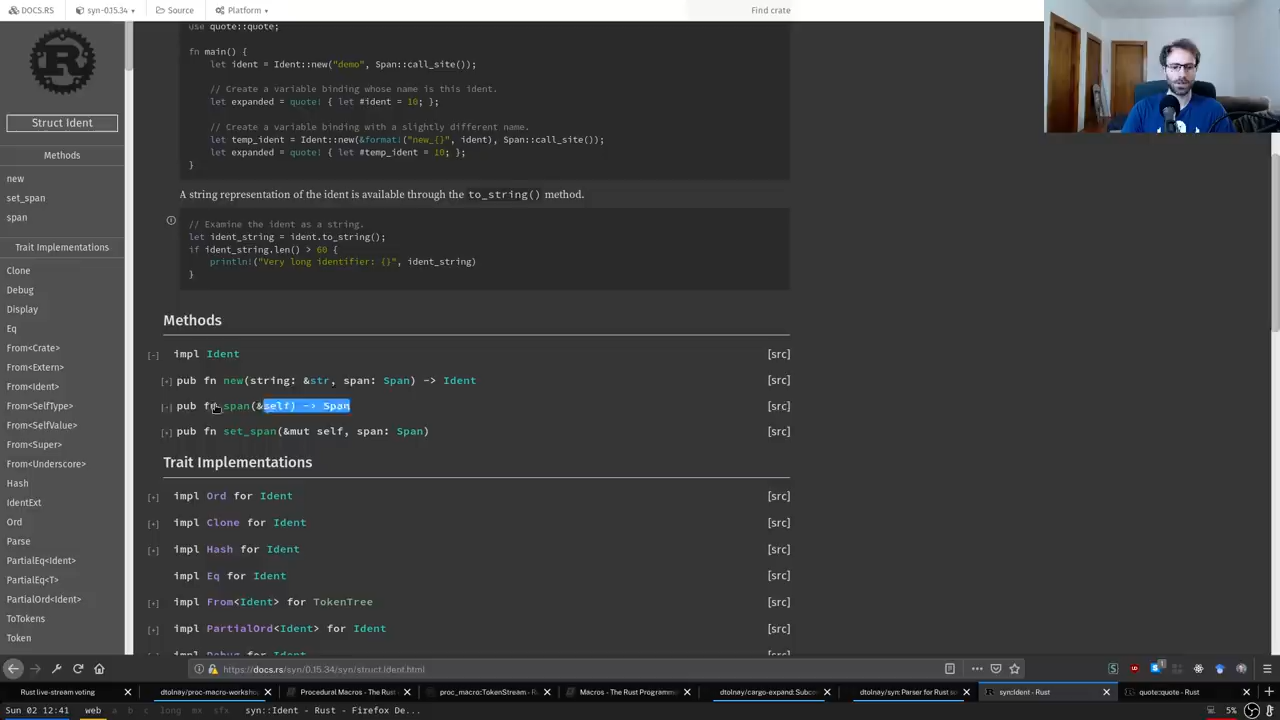 DOCS.RS syn-0.15.34 Source Platform Find crate
use quote::quote;
fn main() {
let ident = Ident::new("demo", Span::call_site());
// Create a variable binding whose name is this ident.
let expanded = quote! { let #ident = 10; };
// Create a variable binding with a slightly different name.
let temp_ident = Ident::new(&format!("new_{}", ident), Span::call_site());
let expanded = quote! { let #temp_ident = 10; };
}
A string representation of the ident is available through the to_string() method.
// Examine the ident as a string.
let ident_string = ident.to_string();
if ident_string.len() > 60 {
println!("Very long identifier: {}", ident_string)
}
Methods
[-] impl Ident [src]
[+] pub fn new(string: &str, span: Span) -> Ident [src]
[-] pub fn span(&self) -> Span [src]
[+] pub fn set_span(&mut self, span: Span) [src]
Trait Implementations
[+] impl Ord for Ident [src]
[+] impl Clone for Ident [src]
[+] impl Hash for Ident [src]
impl Eq for Ident [src]
[+] impl From<Ident> for TokenTree [src]
[+] impl PartialOrd<Ident> for Ident [src]
impl Debug for Ident [src]
Struct Ident
Methods
new
set_span
span
Trait Implementations
Clone
Debug
Display
Eq
From<Crate>
From<Extern>
From<Ident>
From<SelfType>
From<SelfValue>
From<Super>
From<Underscore>
Hash
IdentExt
Ord
Parse
PartialEq<Ident>
PartialEq<T>
PartialOrd<Ident>
ToTokens
Token
https://docs.rs/syn/0.15.34/syn/struct.Ident.html
Rust live-stream voting dtolnay/proc-macro-worksho Procedural Macros - The Rus proc_macro::TokenStream - R Macros - The Rust Programm dtolnay/cargo-expand: Subco dtolnay/syn: Parser for Rust s syn::Ident - Rust quote::quote - Rust
Sun 02 12:41 web a b c long mx sfx syn::Ident - Rust - Firefox De... 5%